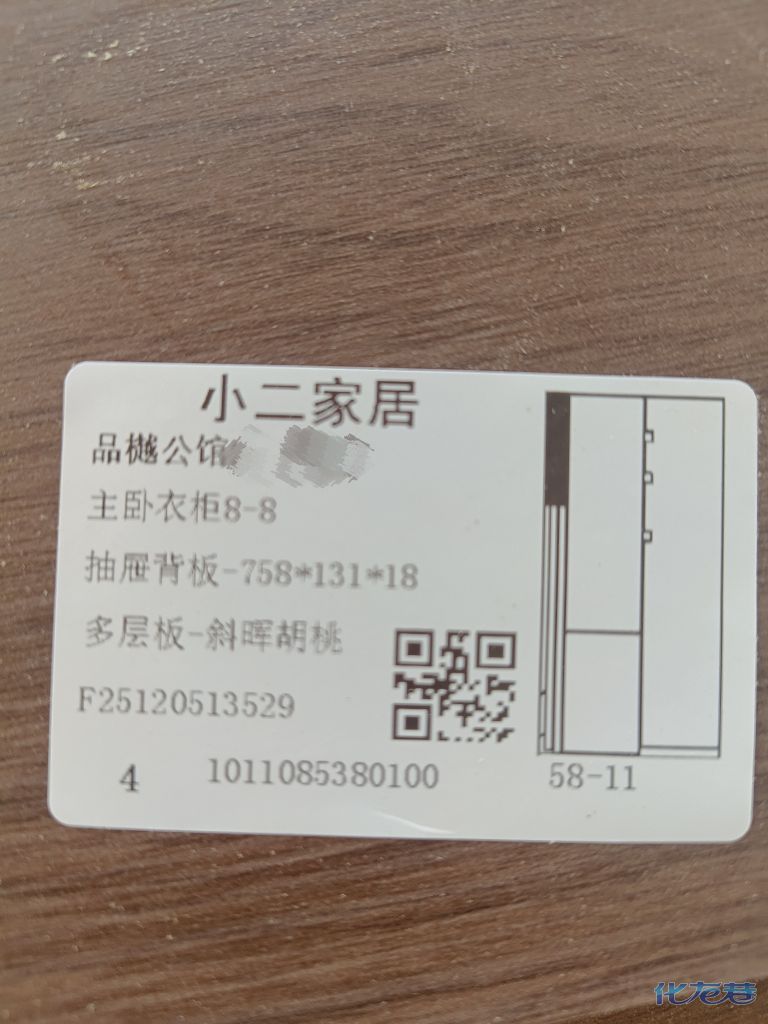 小二家居
品樾公馆
主卧衣柜8-8
抽屉背板-758*131*18
多层板-斜晖胡桃
F25120513529
4
1011085380100
58-11
化龙巷